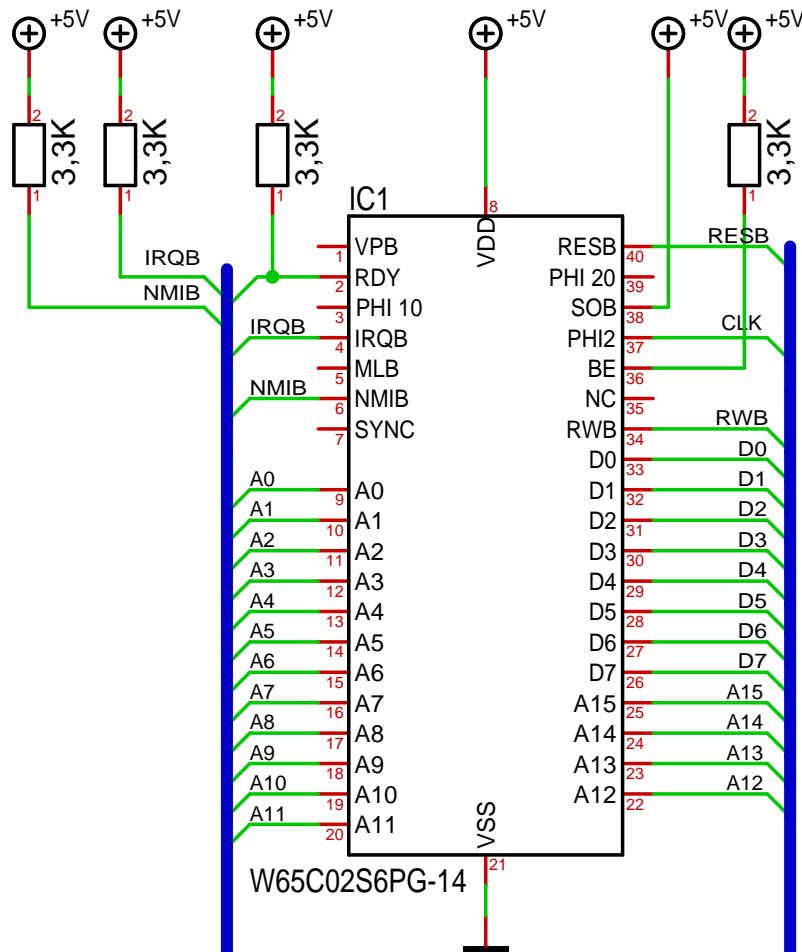 +5V +5V +5V +5V +5V +5V
2 2 2 2
3,3K 3,3K 3,3K 3,3K
1 1 1 1
IC1
8
VDD
1 VPB RESB 40 RESB
IRQB
2 RDY PHI 20 39
NMIB
3 PHI 10 SOB 38
IRQB 4 IRQB PHI2 37 CLK
5 MLB BE 36
NMIB 6 NMIB NC 35
7 SYNC RWB 34 RWB
D0 33 D0
A0 9 A0 D1 32 D1
A1 10 A1 D2 31 D2
A2 11 A2 D3 30 D3
A3 12 A3 D4 29 D4
A4 13 A4 D5 28 D5
A5 14 A5 D6 27 D6
A6 15 A6 D7 26 D7
A7 16 A7 A15 25 A15
A8 17 A8 A14 24 A14
A9 18 A9 A13 23 A13
A10 19 A10 A12 22 A12
A11 20 A11
VSS
21
W65C02S6PG-14